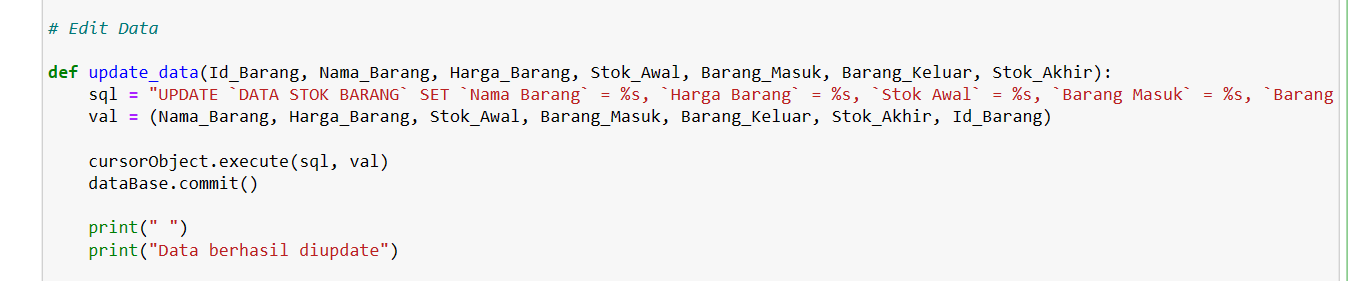 # Edit Data
def update_data(Id_Barang, Nama_Barang, Harga_Barang, Stok_Awal, Barang_Masuk, Barang_Keluar, Stok_Akhir):
sql = "UPDATE `DATA STOK BARANG` SET `Nama Barang` = %s, `Harga Barang` = %s, `Stok Awal` = %s, `Barang Masuk` = %s, `Barang
val = (Nama_Barang, Harga_Barang, Stok_Awal, Barang_Masuk, Barang_Keluar, Stok_Akhir, Id_Barang)
cursorObject.execute(sql, val)
dataBase.commit()
print(" ")
print("Data berhasil diupdate")